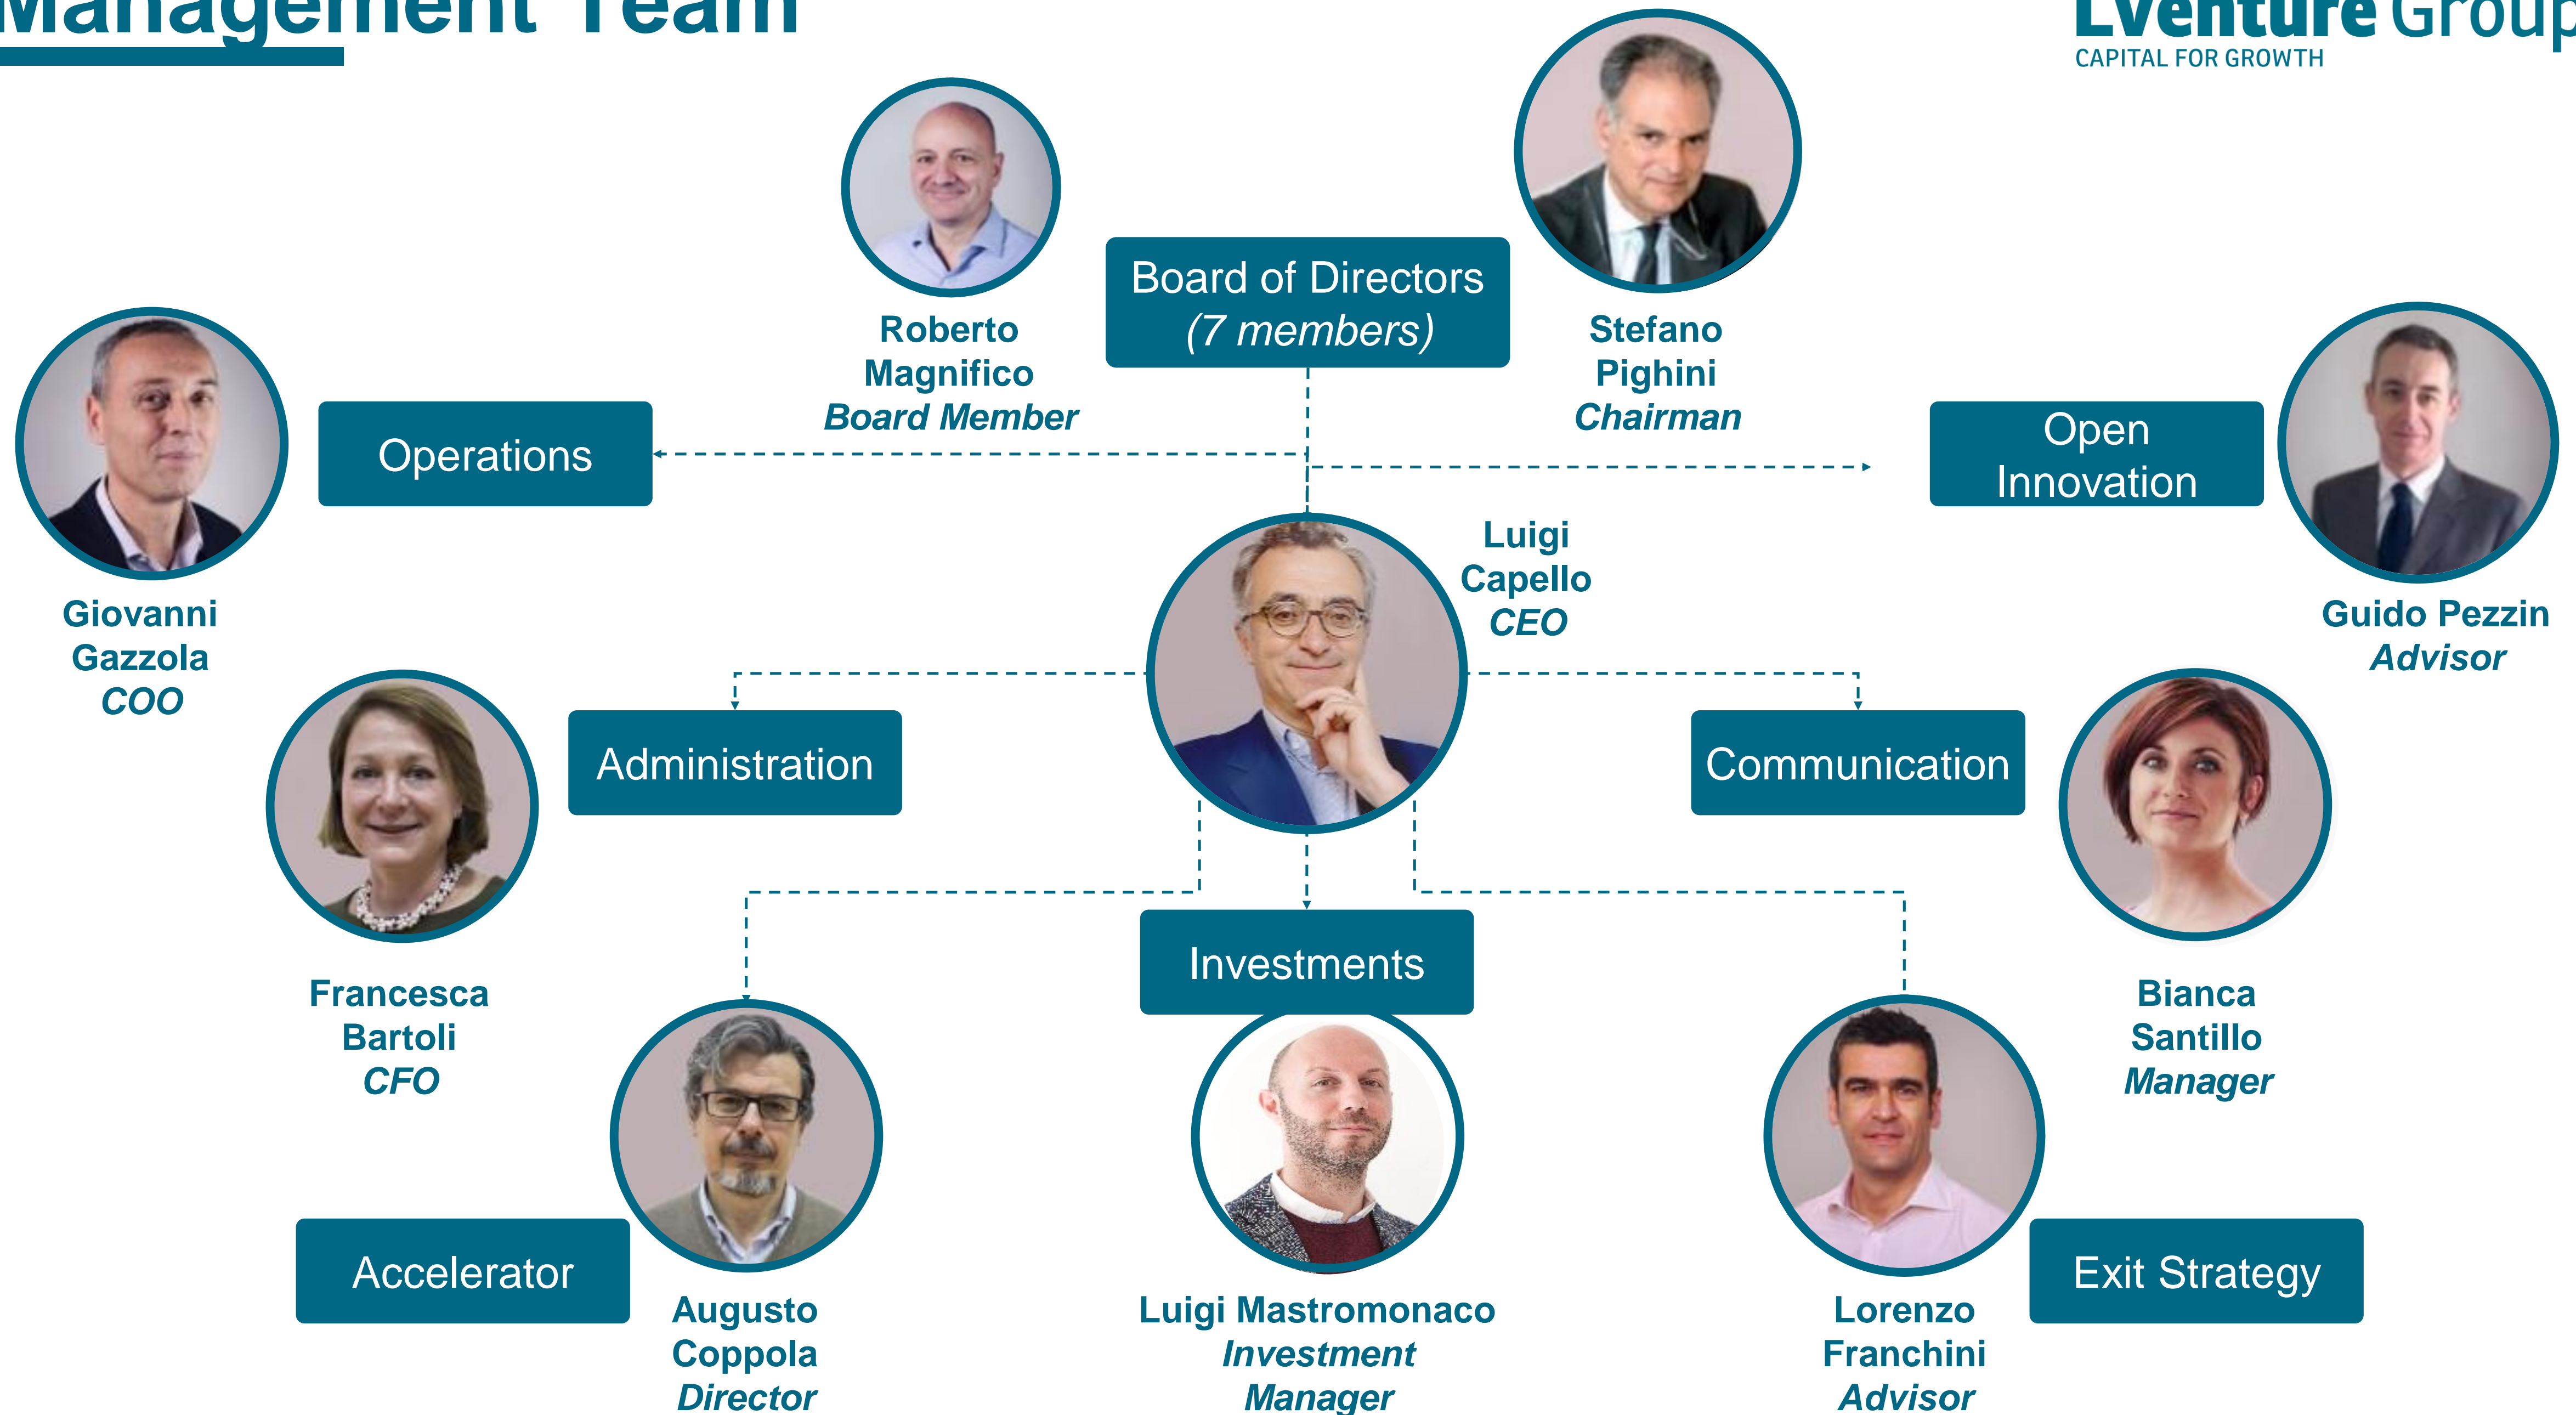 Management Team
LVenture Group
CAPITAL FOR GROWTH
Board of Directors
(7 members)
Roberto
Magnifico
Board Member
Stefano
Pighini
Chairman
Operations
Open
Innovation
Giovanni
Gazzola
COO
Luigi
Capello
CEO
Guido Pezzin
Advisor
Administration
Communication
Francesca
Bartoli
CFO
Investments
Bianca
Santillo
Manager
Accelerator
Augusto
Coppola
Director
Luigi Mastromonaco
Investment
Manager
Lorenzo
Franchini
Advisor
Exit Strategy